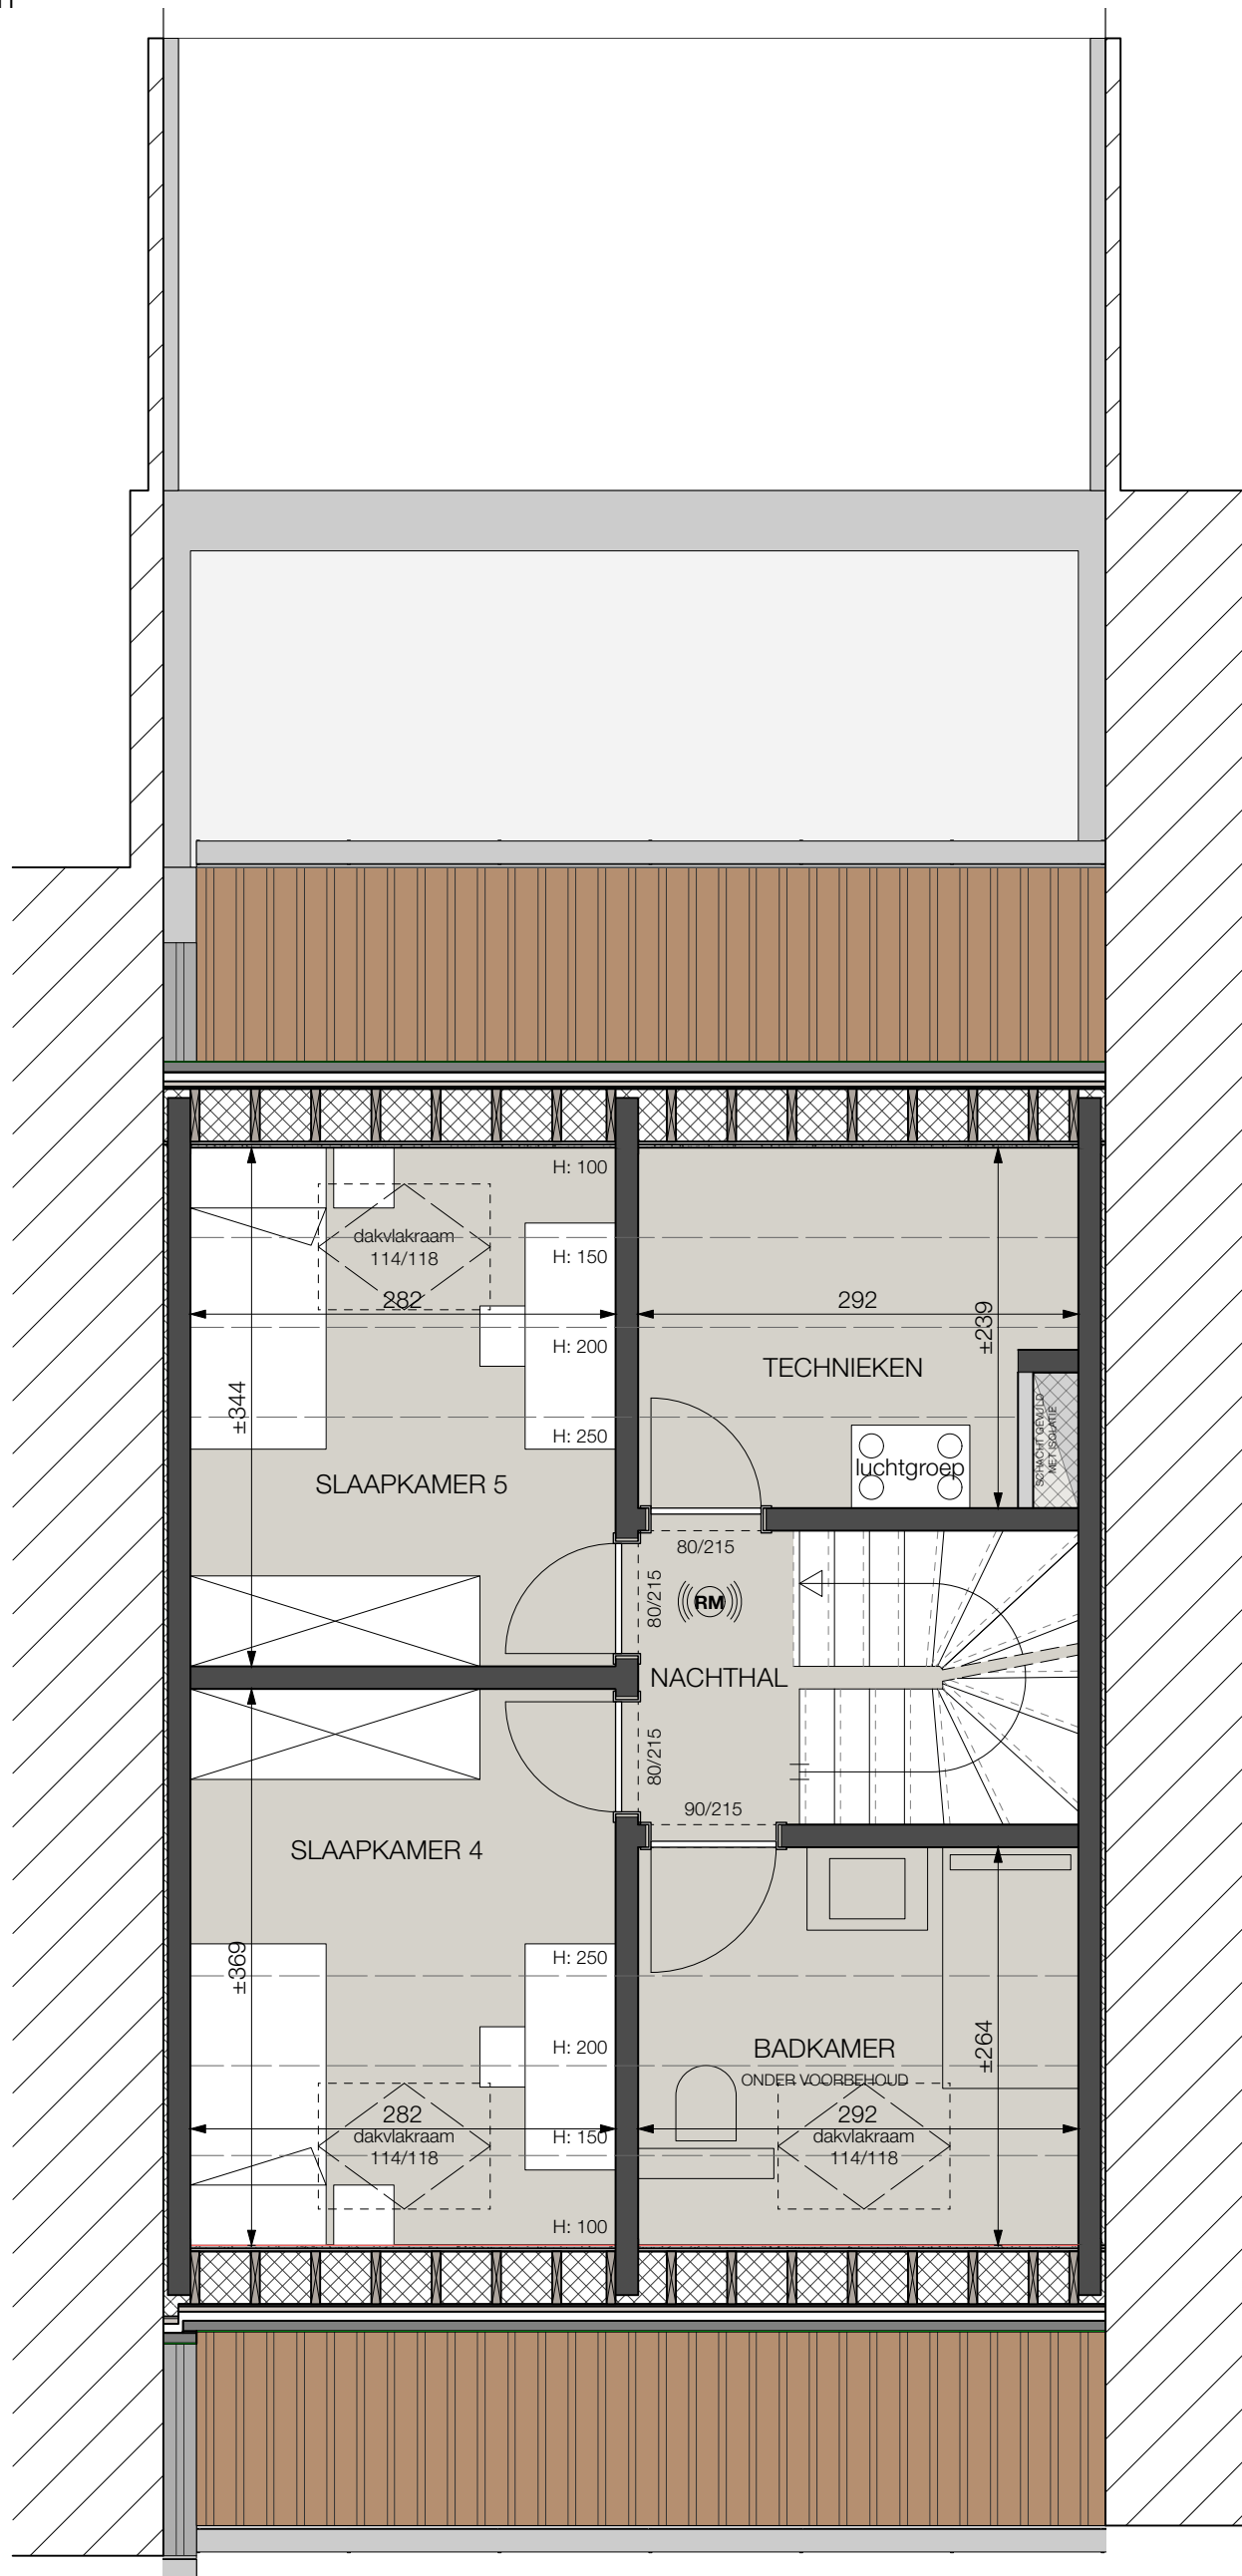 H: 100
dakvlakraam
114/118
H: 150
282
292
±239
H: 200
TECHNIEKEN
±344
SCHACHT GEVULD
MET ISOLATIE
H: 250
luchtgroep
SLAAPKAMER 5
80/215
80/215
RM
NACHTHAL
80/215
90/215
SLAAPKAMER 4
±369
H: 250
±264
H: 200
BADKAMER
ONDER VOORBEHOUD
282
292
dakvlakraam
114/118
H: 150
dakvlakraam
114/118
H: 100